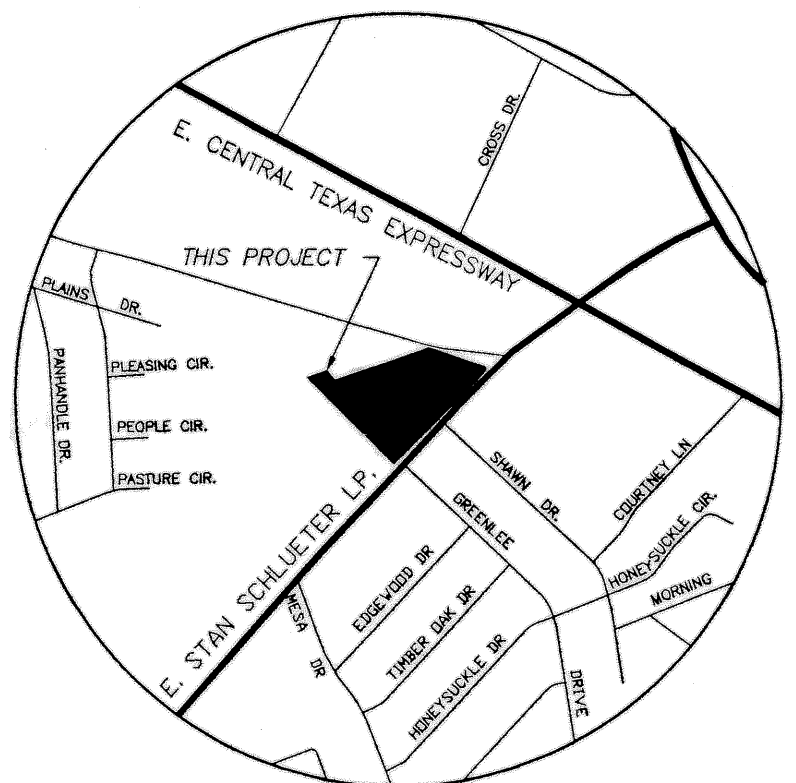 CROSS DR.
E. CENTRAL TEXAS EXPRESSWAY
THIS PROJECT
PLAINS DR.
PANHANDLE DR.
PLEASING CIR.
PEOPLE CIR.
PASTURE CIR.
E. STAN SCHLUETER LP.
SHAWN DR.
GREENLEE DRIVE
COURTNEY LN
HONEYSUCKLE CIR.
MORNING
MESA DR
EDGEWOOD DR
TIMBER OAK DR
HONEYSUCKLE DR